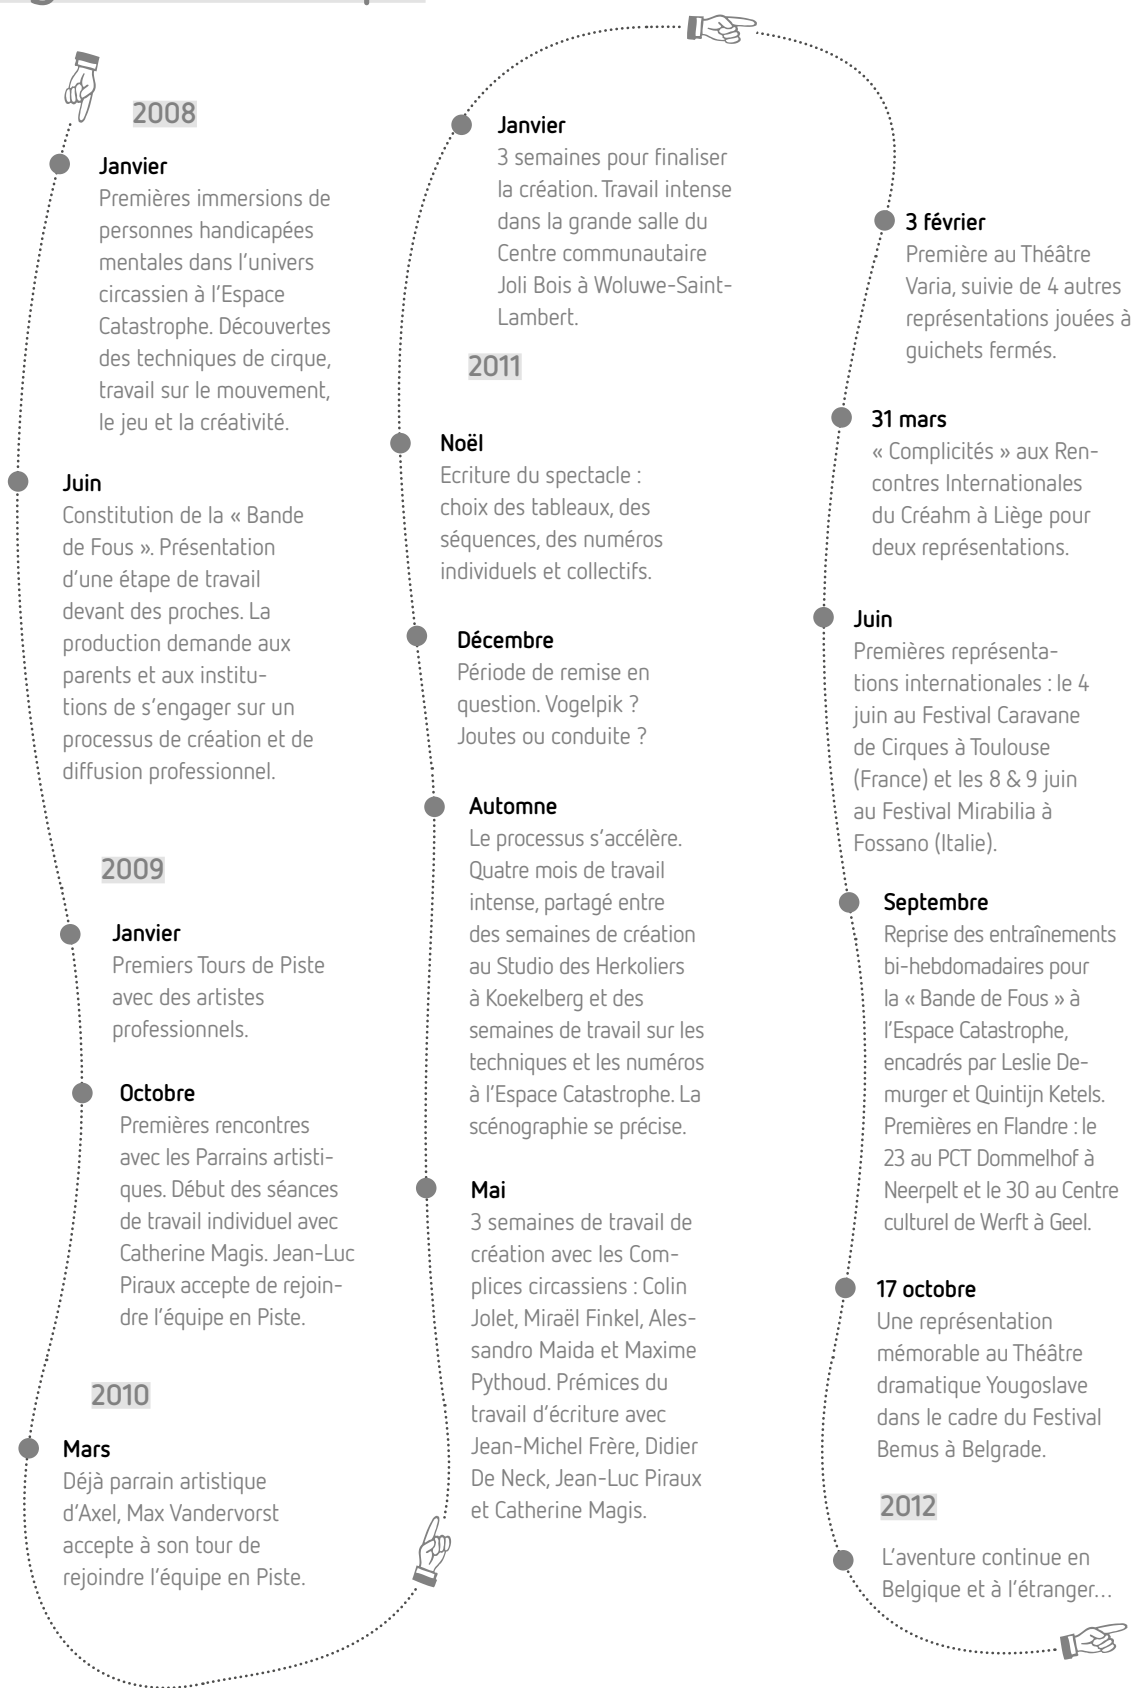 2008
Janvier
Premières immersions de
personnes handicapées
mentales dans l'univers
circassien à l'Espace
Catastrophe. Découvertes
des techniques de cirque,
travail sur le mouvement,
le jeu et la créativité.
Juin
Constitution de la « Bande
de Fous ». Présentation
d'une étape de travail
devant des proches. La
production demande aux
parents et aux institu-
tions de s'engager sur un
processus de création et de
diffusion professionnel.
2009
Janvier
Premiers Tours de Piste
avec des artistes
professionnels.
Octobre
Premières rencontres
avec les Parrains artisti-
ques. Début des séances
de travail individuel avec
Catherine Magis. Jean-Luc
Piraux accepte de rejoin-
dre l'équipe en Piste.
2010
Mars
Déjà parrain artistique
d'Axel, Max Vandervorst
accepte à son tour de
rejoindre l'équipe en Piste.
Janvier
3 semaines pour finaliser
la création. Travail intense
dans la grande salle du
Centre communautaire
Joli Bois à Woluwe-Saint-
Lambert.
2011
Noël
Ecriture du spectacle :
choix des tableaux, des
séquences, des numéros
individuels et collectifs.
Décembre
Période de remise en
question. Vogelpik ?
Joutes ou conduite ?
Automne
Le processus s'accélère.
Quatre mois de travail
intense, partagé entre
des semaines de création
au Studio des Herkoliers
à Koekelberg et des
semaines de travail sur les
techniques et les numéros
à l'Espace Catastrophe. La
scénographie se précise.
Mai
3 semaines de travail de
création avec les Com-
plices circassiens : Colin
Jolet, Miraël Finkel, Ales-
sandro Maida et Maxime
Pythoud. Prémices du
travail d'écriture avec
Jean-Michel Frère, Didier
De Neck, Jean-Luc Piraux
et Catherine Magis.
3 février
Première au Théâtre
Varia, suivie de 4 autres
représentations jouées à
guichets fermés.
31 mars
« Complicités » aux Ren-
contres Internationales
du Créahm à Liège pour
deux représentations.
Juin
Premières représenta-
tions internationales : le 4
juin au Festival Caravane
de Cirques à Toulouse
(France) et les 8 & 9 juin
au Festival Mirabilia à
Fossano (Italie).
Septembre
Reprise des entraînements
bi-hebdomadaires pour
la « Bande de Fous » à
l'Espace Catastrophe,
encadrés par Leslie De-
murger et Quintijn Ketels.
Premières en Flandre : le
23 au PCT Dommelhof à
Neerpelt et le 30 au Centre
culturel de Werft à Geel.
17 octobre
Une représentation
mémorable au Théâtre
dramatique Yougoslave
dans le cadre du Festival
Bemus à Belgrade.
2012
L'aventure continue en
Belgique et à l'étranger...